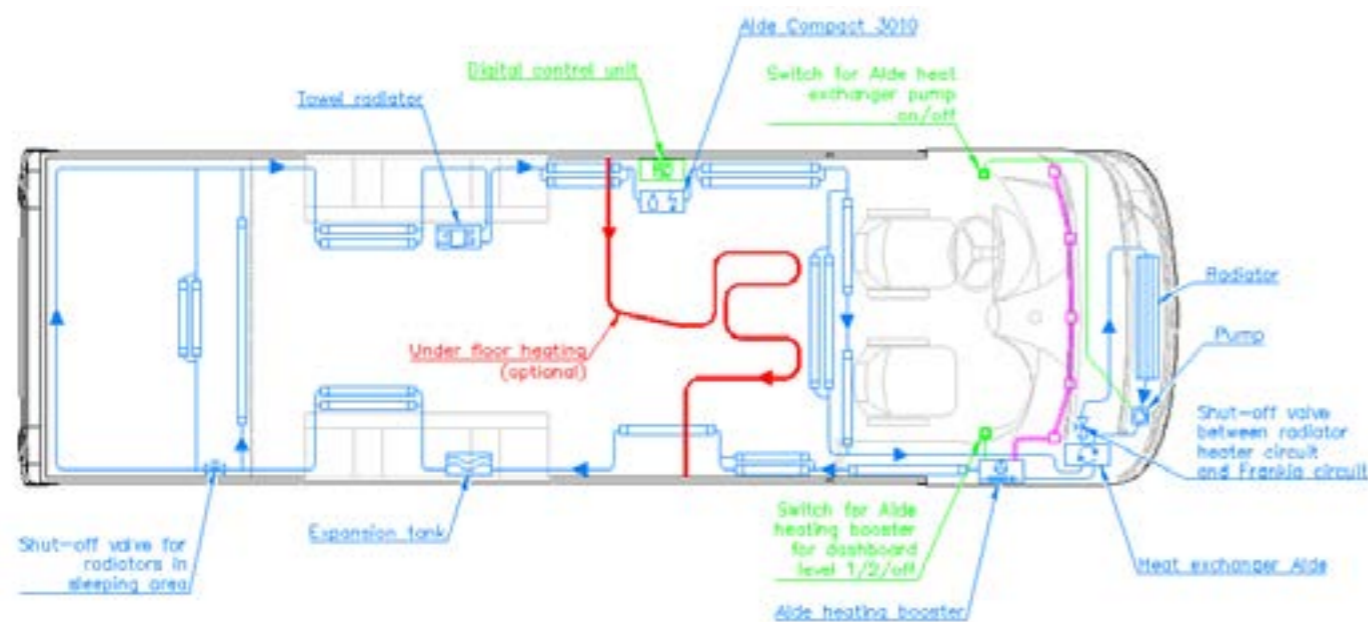 Alde Compact 3010
Digital control unit
Switch for Alde heat
exchanger pump
on/off
Towel radiator
Radiator
Pump
Under floor heating
(optional)
Shut-off valve
between radiator
heater circuit
and Frankia circuit
Expansion tank
Switch for Alde
heating booster
for dashboard
level 1/2/off
Shut-off valve for
radiators in
sleeping area
Heat exchanger Alde
Alde heating booster